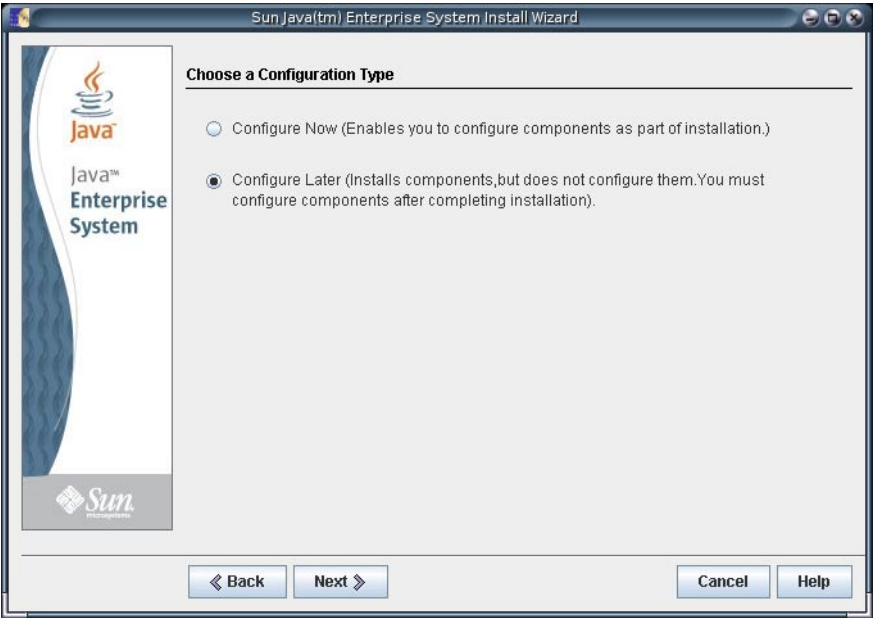 Sun Java(tm) Enterprise System Install Wizard
Java™
Java™
Enterprise
System
Sun
microsystems
Choose a Configuration Type
Configure Now (Enables you to configure components as part of installation.)
Configure Later (Installs components,but does not configure them.You must
configure components after completing installation).
Back
Next
Cancel
Help